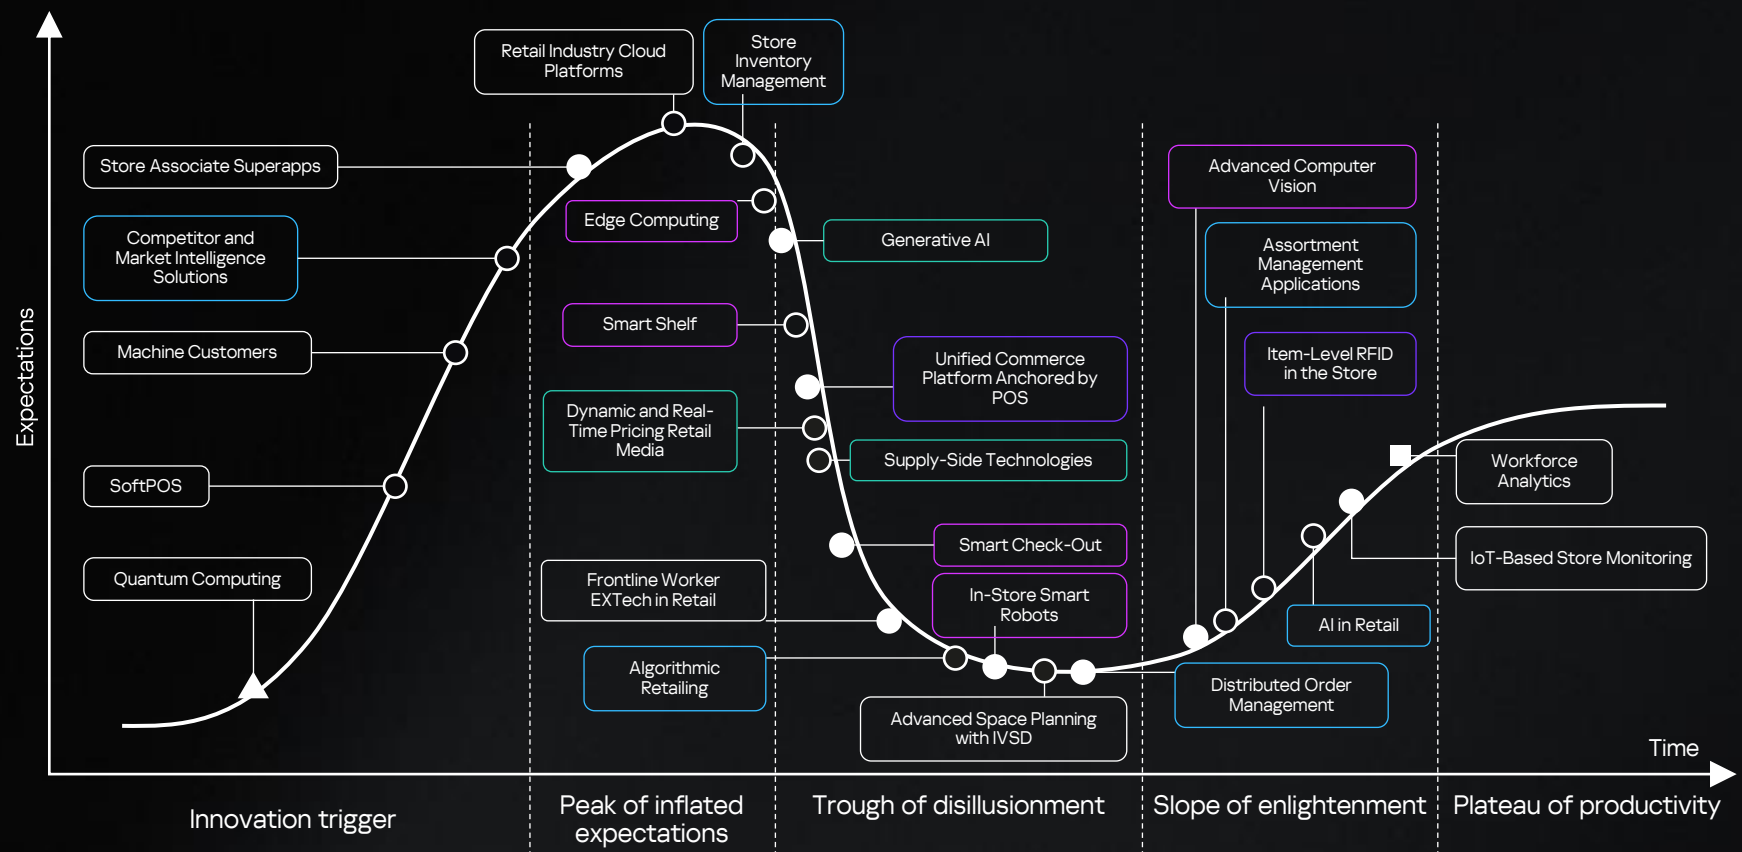 Retail Industry Cloud
Platforms
Store
Inventory
Management
Store Associate Superapps
Competitor and
Market Intelligence
Solutions
Machine Customers
SoftPOS
Quantum Computing
Expectations
Edge Computing
Smart Shelf
Dynamic and Real-
Time Pricing Retail
Media
Frontline Worker
EXTech in Retail
Algorithmic
Retailing
Generative AI
Unified Commerce
Platform Anchored by
POS
Supply-Side Technologies
Smart Check-Out
In-Store Smart
Robots
Advanced Space Planning
with IVSD
Advanced Computer
Vision
Assortment
Management
Applications
Item-Level RFID
in the Store
AI in Retail
Distributed Order
Management
Workforce
Analytics
IoT-Based Store Monitoring
Time
Innovation trigger
Peak of inflated
expectations
Trough of disillusionment
Slope of enlightenment
Plateau of productivity